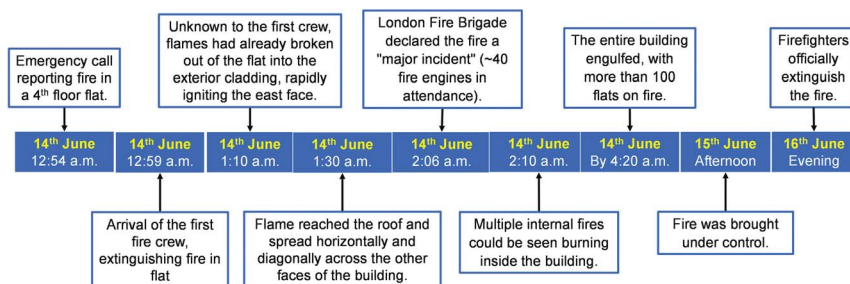 Emergency call
reporting fire in
a 4th floor flat.
Unknown to the first crew,
flames had already broken
out of the flat into the
exterior cladding, rapidly
igniting the east face.
London Fire Brigade
declared the fire a
"major incident" (~40
fire engines in
attendance).
The entire building
engulfed, with
more than 100
flats on fire.
Firefighters
officially
extinguish
the fire.
14th June
12:54 a.m.
14th June
12:59 a.m.
14th June
1:10 a.m.
14th June
1:30 a.m.
14th June
2:06 a.m.
14th June
2:10 a.m.
14th June
By 4:20 a.m.
15th June
Afternoon
16th June
Evening
Arrival of the first
fire crew,
extinguishing fire in
flat
Flame reached the roof and
spread horizontally and
diagonally across the other
faces of the building.
Multiple internal fires
could be seen burning
inside the building.
Fire was brought
under control.